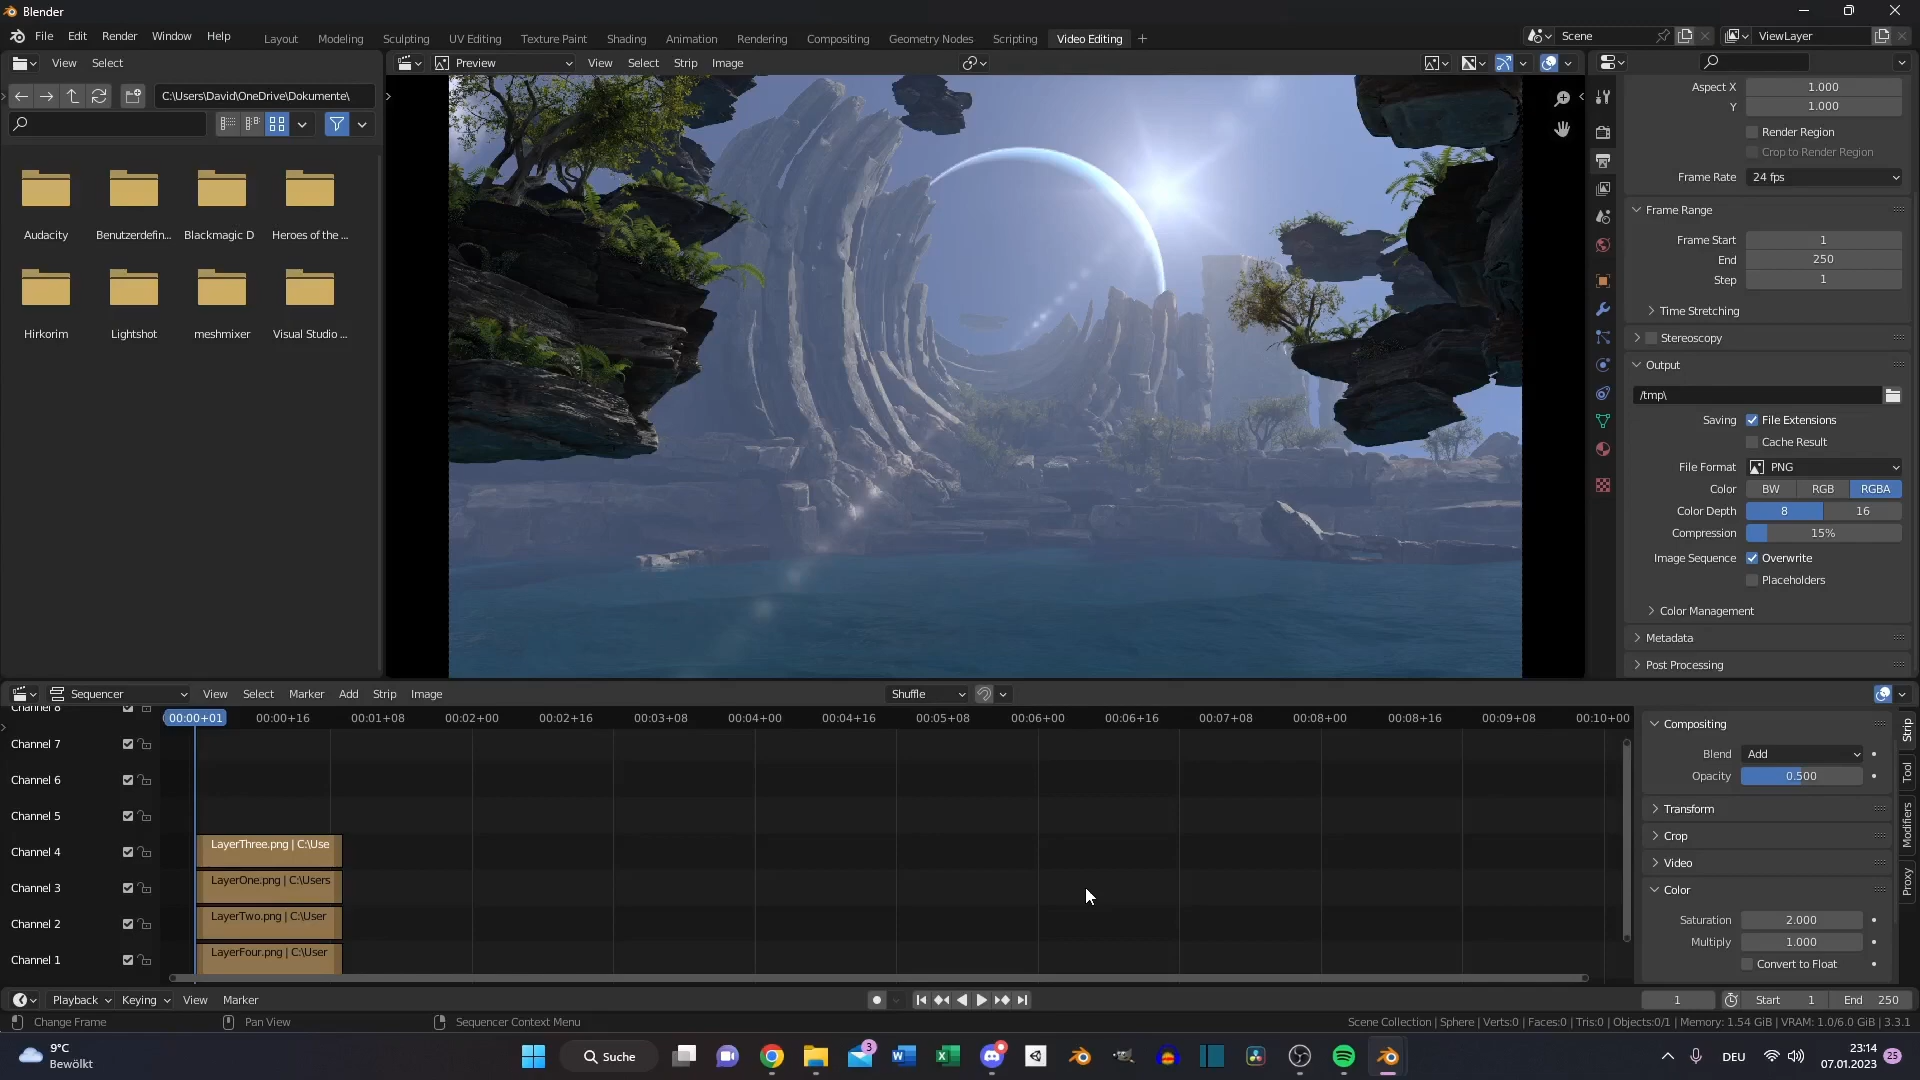 Blender
File Edit Render Window Help
Layout Modeling Sculpting UV Editing Texture Paint Shading Animation Rendering Compositing Geometry Nodes Scripting Video Editing
Scene
ViewLayer
View Select
Preview View Select Strip Image
C:\Users\David\OneDrive\Dokumente\
Audacity
Benutzerdefin...
Blackmagic D
Heroes of the ...
Hirkorim
Lightshot
meshmixer
Visual Studio ...
Aspect X 1.000
Y 1.000
Render Region
Crop to Render Region
Frame Rate 24 fps
Frame Range
Frame Start 1
End 250
Step 1
Time Stretching
Stereoscopy
Output
/tmp\
Saving File Extensions
Cache Result
File Format PNG
Color BW RGB RGBA
Color Depth 8 16
Compression 15%
Image Sequence Overwrite
Placeholders
Color Management
Metadata
Post Processing
Sequencer View Select Marker Add Strip Image
Shuffle
00:00+01 00:00+16 00:01+08 00:02+00 00:02+16 00:03+08 00:04+00 00:04+16 00:05+08 00:06+00 00:06+16 00:07+08 00:08+00 00:08+16 00:09+08 00:10+00
Channel 8
Channel 7
Channel 6
Channel 5
Channel 4
Channel 3
Channel 2
Channel 1
LayerThree.png | C:\Use
LayerOne.png | C:\Users
LayerTwo.png | C:\User
LayerFour.png | C:\User
Compositing
Blend Add
Opacity 0.500
Transform
Crop
Video
Color
Saturation 2.000
Multiply 1.000
Convert to Float
Strip
Tool
Modifiers
Proxy
Playback Keying View Marker
1 Start 1 End 250
Change Frame Pan View Sequencer Context Menu
Scene Collection | Sphere | Verts:0 | Faces:0 | Tris:0 | Objects:0/1 | Memory: 1.54 GiB | VRAM: 1.0/6.0 GiB | 3.3.1
9°C
Bewölkt
Suche
3
DEU
23:14
07.01.2023
25